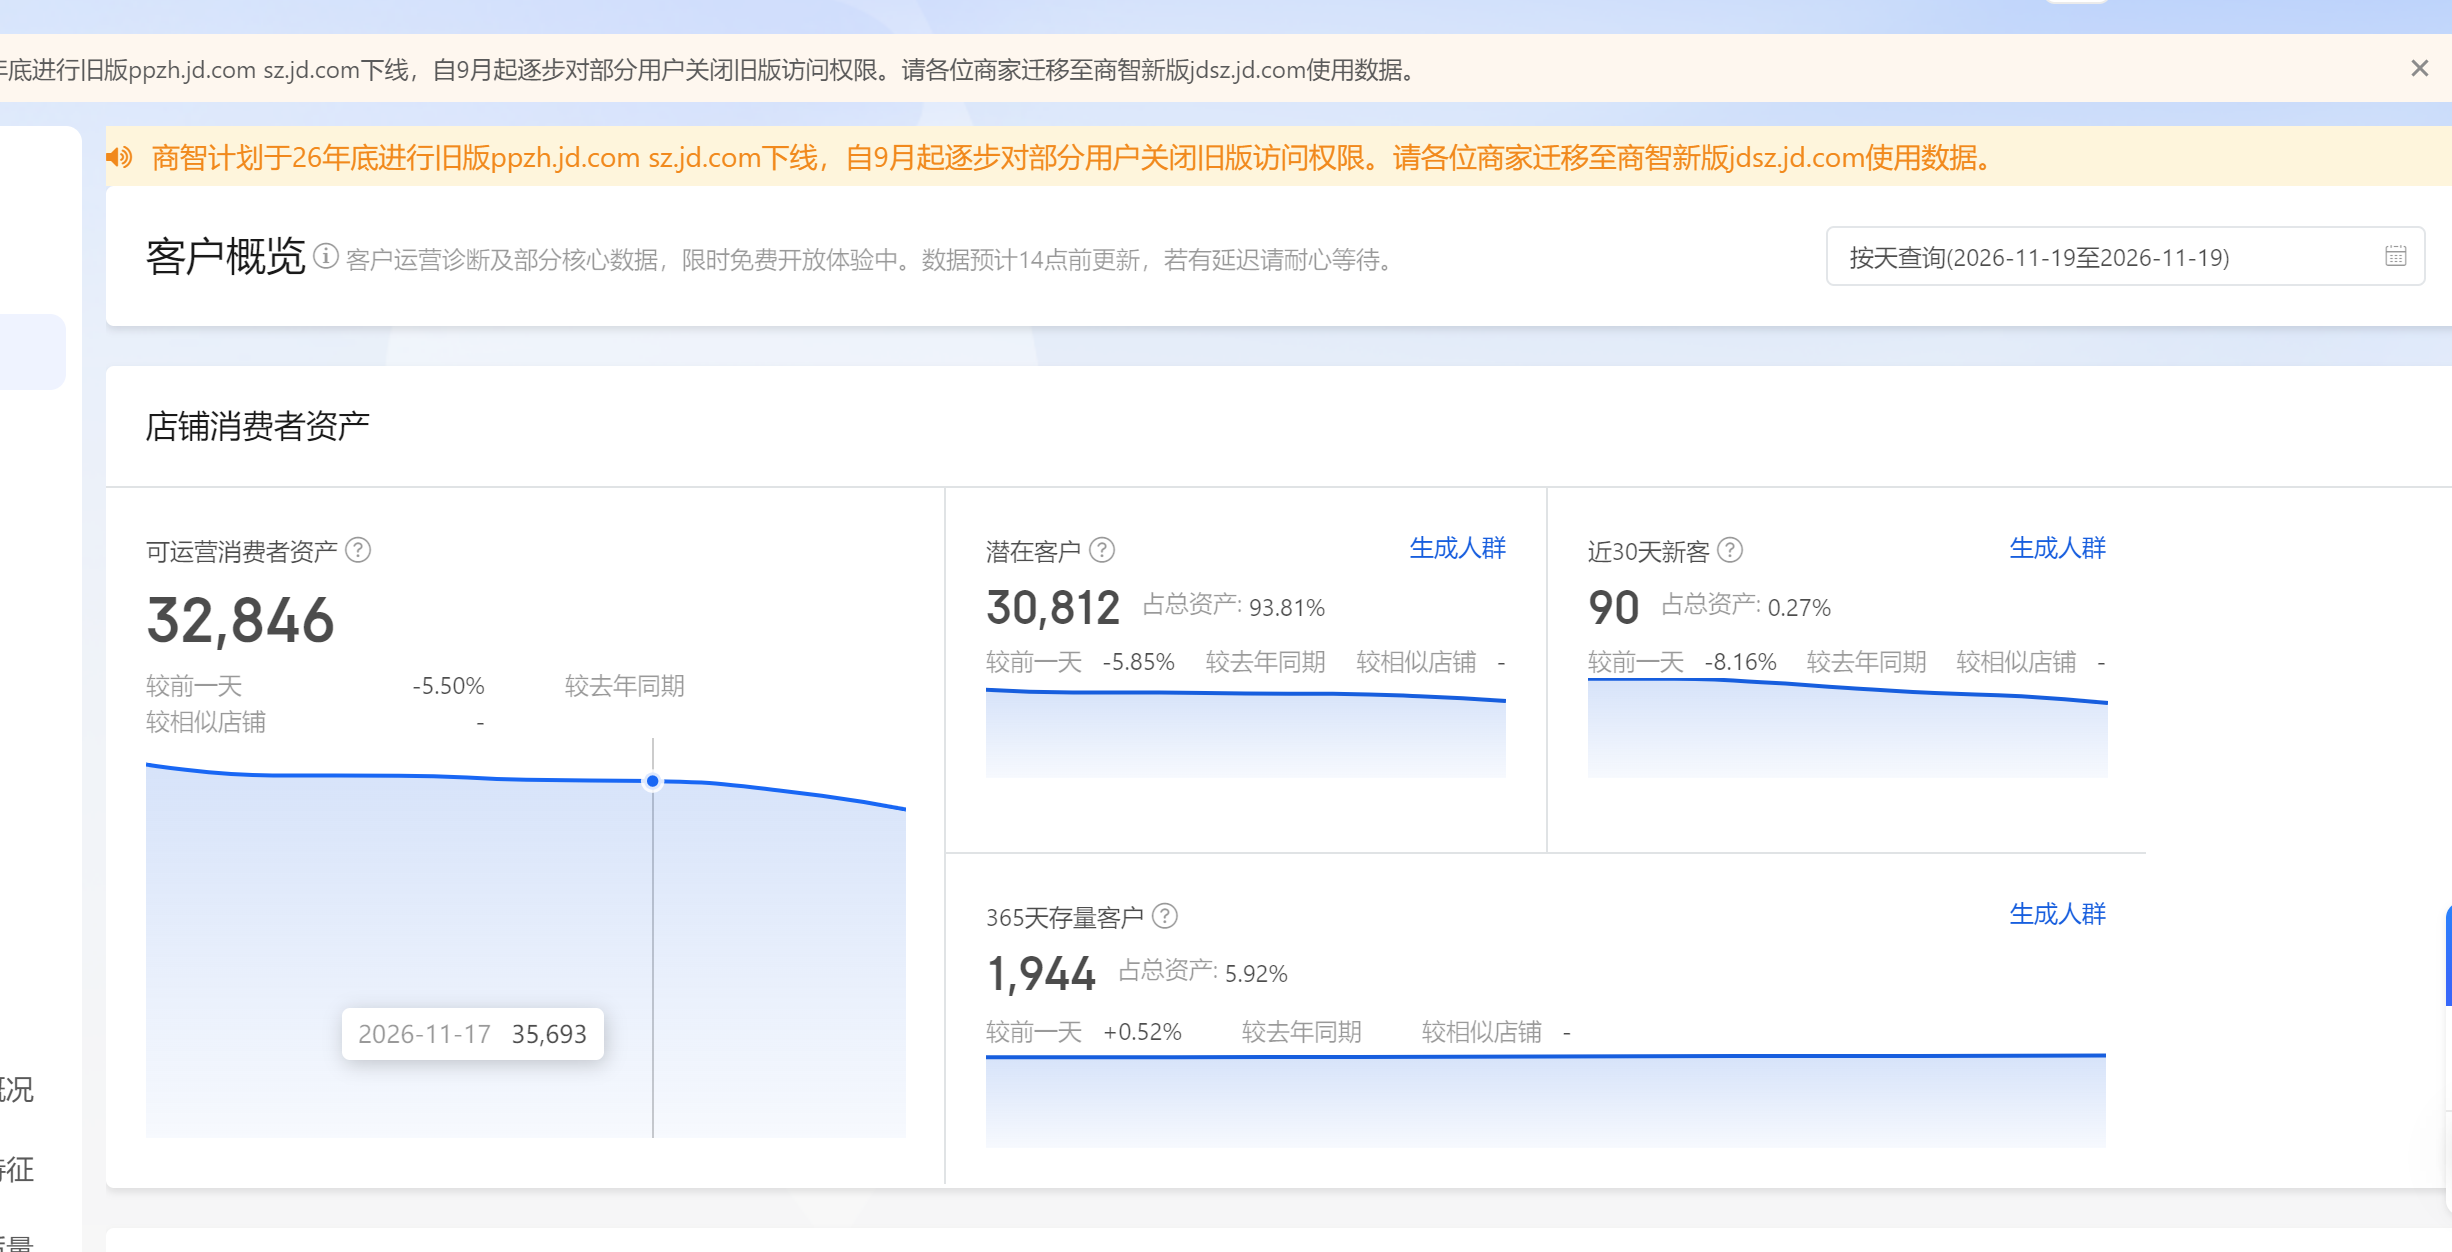 年底进行旧版ppzh.jd.com sz.jd.com下线，自9月起逐步对部分用户关闭旧版访问权限。请各位商家迁移至商智新版jdsz.jd.com使用数据。
商智计划于26年底进行旧版ppzh.jd.com sz.jd.com下线，自9月起逐步对部分用户关闭旧版访问权限。请各位商家迁移至商智新版jdsz.jd.com使用数据。
客户概览 客户运营诊断及部分核心数据，限时免费开放体验中。数据预计14点前更新，若有延迟请耐心等待。
按天查询(2026-11-19至2026-11-19)
店铺消费者资产
可运营消费者资产
32,846
较前一天 -5.50% 较去年同期
较相似店铺 -
2026-11-17 35,693
潜在客户 生成人群
30,812 占总资产: 93.81%
较前一天 -5.85% 较去年同期 较相似店铺 -
近30天新客 生成人群
90 占总资产: 0.27%
较前一天 -8.16% 较去年同期 较相似店铺 -
365天存量客户 生成人群
1,944 占总资产: 5.92%
较前一天 +0.52% 较去年同期 较相似店铺 -
概况
特征